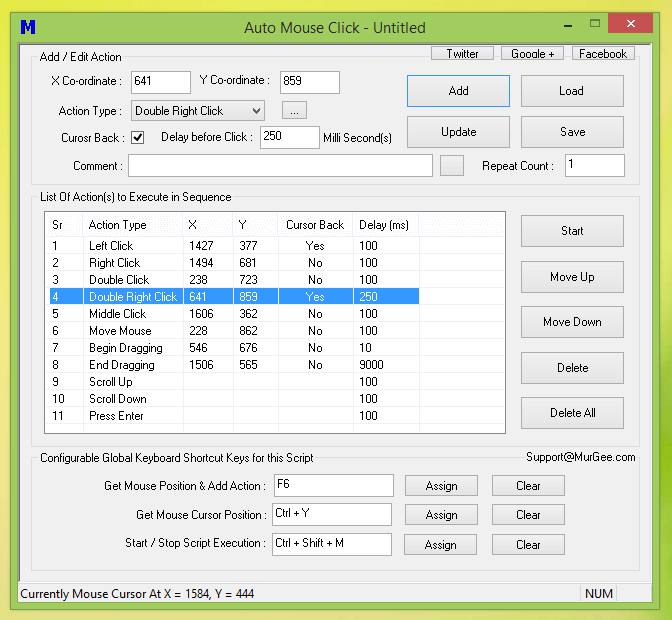 M Auto Mouse Click - Untitled
Add / Edit Action Twitter Google + Facebook
X Co-ordinate : 641 Y Co-ordinate : 859 Add Load
Action Type : Double Right Click ...
Curosr Back : Delay before Click : 250 Milli Second(s) Update Save
Comment : Repeat Count : 1
List Of Action(s) to Execute in Sequence
Sr Action Type X Y Cursor Back Delay (ms)
1 Left Click 1427 377 Yes 100
2 Right Click 1494 681 No 100
3 Double Click 238 723 No 100
4 Double Right Click 641 859 Yes 250
5 Middle Click 1606 362 No 100
6 Move Mouse 228 862 No 100
7 Begin Dragging 546 676 No 10
8 End Dragging 1506 565 No 9000
9 Scroll Up 100
10 Scroll Down 100
11 Press Enter 100
Start
Move Up
Move Down
Delete
Delete All
Configurable Global Keyboard Shortcut Keys for this Script Support@MurGee.com
Get Mouse Position & Add Action : F6 Assign Clear
Get Mouse Cursor Position : Ctrl + Y Assign Clear
Start / Stop Script Execution : Ctrl + Shift + M Assign Clear
Currently Mouse Cursor At X = 1584, Y = 444 NUM